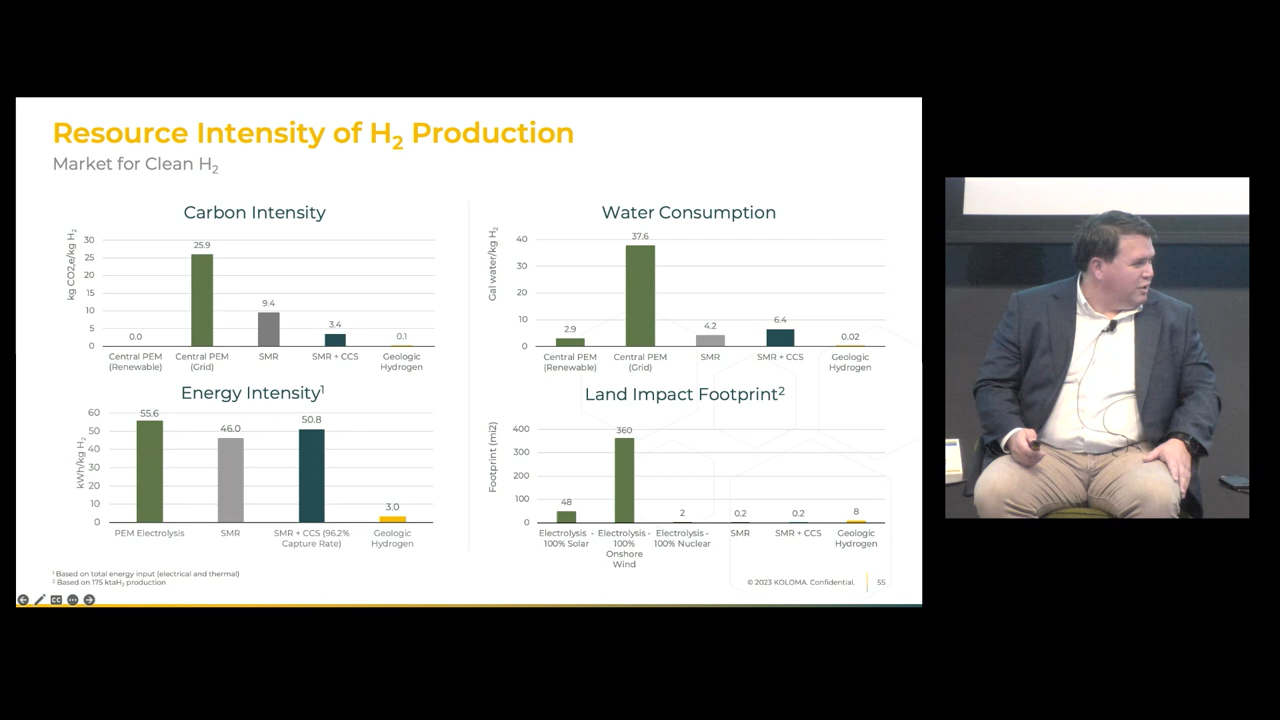 Resource Intensity of H2 Production
Market for Clean H2
Carbon Intensity
kg CO2,e/kg H2
30
25
20
15
10
5
0
0.0
25.9
9.4
3.4
0.1
Central PEM
(Renewable)
Central PEM
(Grid)
SMR
SMR + CCS
Geologic
Hydrogen
Water Consumption
Gal water/kg H2
40
30
20
10
0
2.9
37.6
4.2
6.4
0.02
Central PEM
(Renewable)
Central PEM
(Grid)
SMR
SMR + CCS
Geologic
Hydrogen
Energy Intensity1
kWh/kg H2
60
50
40
30
20
10
0
55.6
46.0
50.8
3.0
PEM Electrolysis
SMR
SMR + CCS (96.2%
Capture Rate)
Geologic
Hydrogen
Land Impact Footprint2
Footprint (mi2)
400
300
200
100
0
48
360
2
0.2
0.2
8
Electrolysis -
100% Solar
Electrolysis -
100%
Onshore
Wind
Electrolysis -
100% Nuclear
SMR
SMR + CCS
Geologic
Hydrogen
1 Based on total energy input (electrical and thermal)
2 Based on 175 ktaH2 production
© 2023 KOLOMA. Confidential.
55
CC